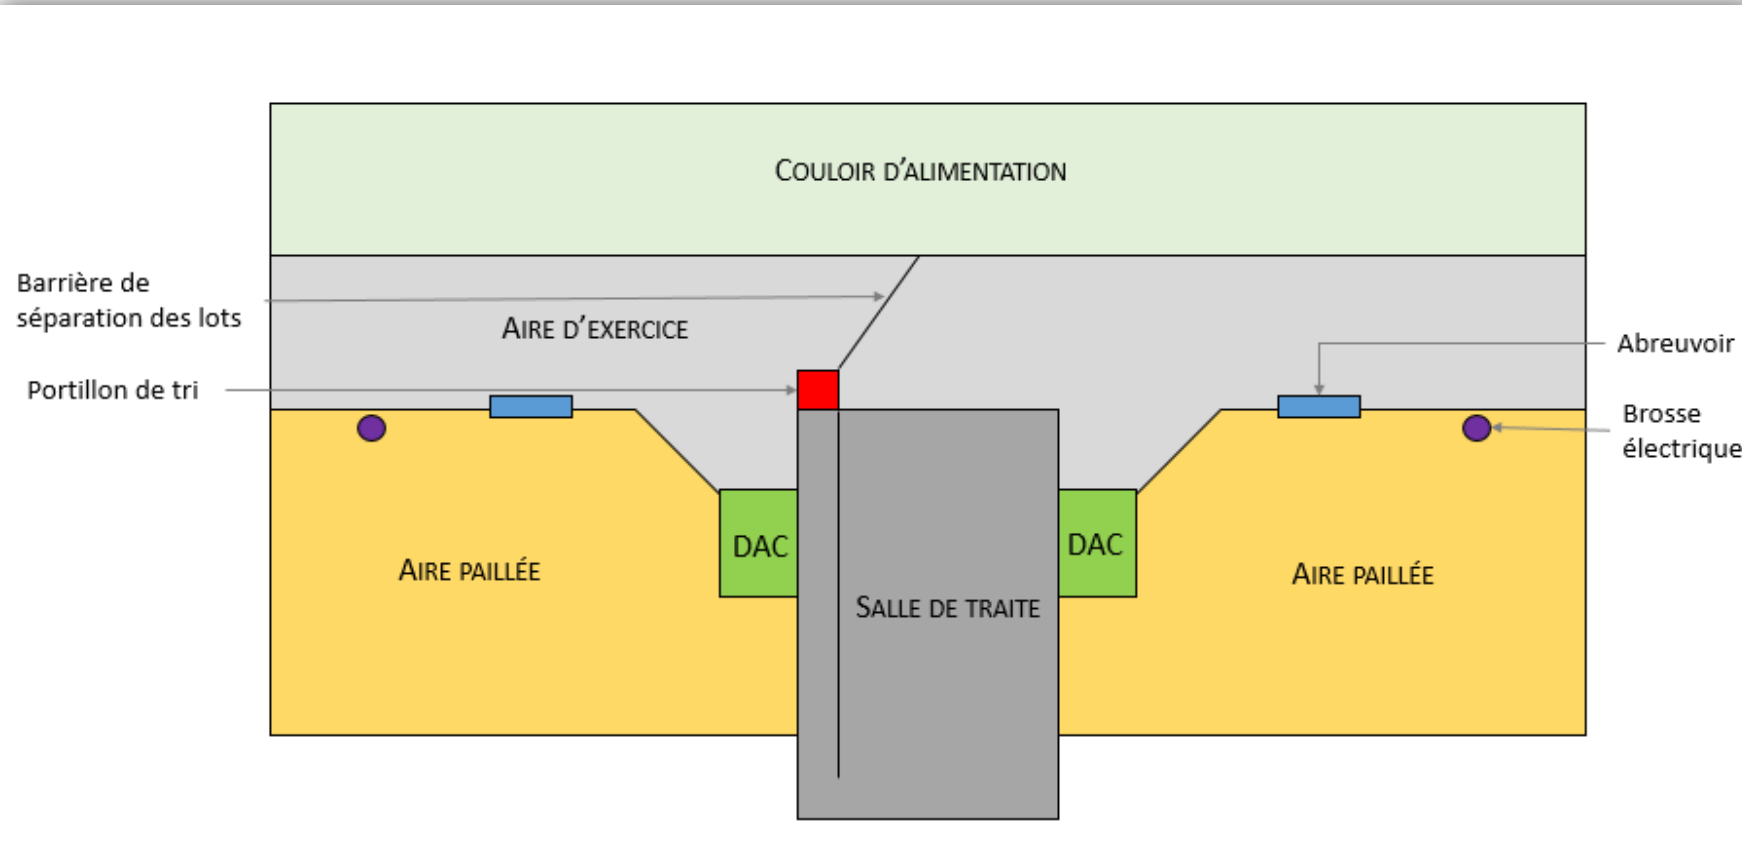 COULOIR D'ALIMENTATION
Barrière de
séparation des lots
AIRE D'EXERCICE
Portillon de tri
Abreuvoir
Brosse
électrique
DAC
DAC
AIRE PAILLÉE
AIRE PAILLÉE
SALLE DE TRAITE